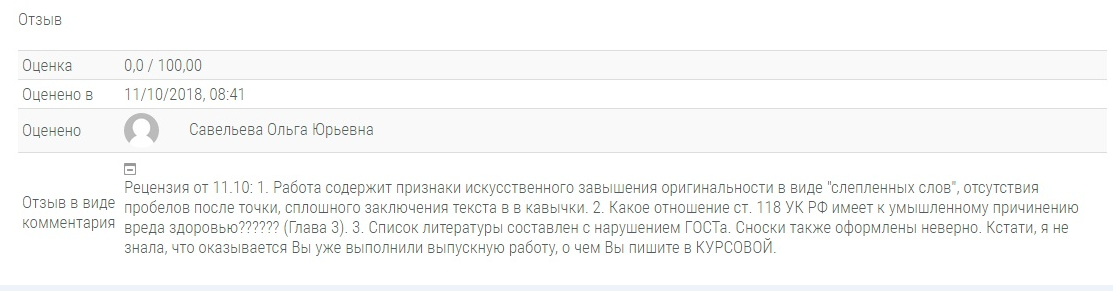 Отзыв
Оценка 0,0 / 100,00
Оценено в 11/10/2018, 08:41
Оценено Савельева Ольга Юрьевна
Отзыв в виде комментария
Рецензия от 11.10: 1. Работа содержит признаки искусственного завышения оригинальности в виде "слепленных слов", отсутствия
пробелов после точки, сплошного заключения текста в в кавычки. 2. Какое отношение ст. 118 УК РФ имеет к умышленному причинению
вреда здоровью?????? (Глава 3). 3. Список литературы составлен с нарушением ГОСТа. Сноски также оформлены неверно. Кстати, я не
знала, что оказывается Вы уже выполнили выпускную работу, о чем Вы пишите в КУРСОВОЙ.